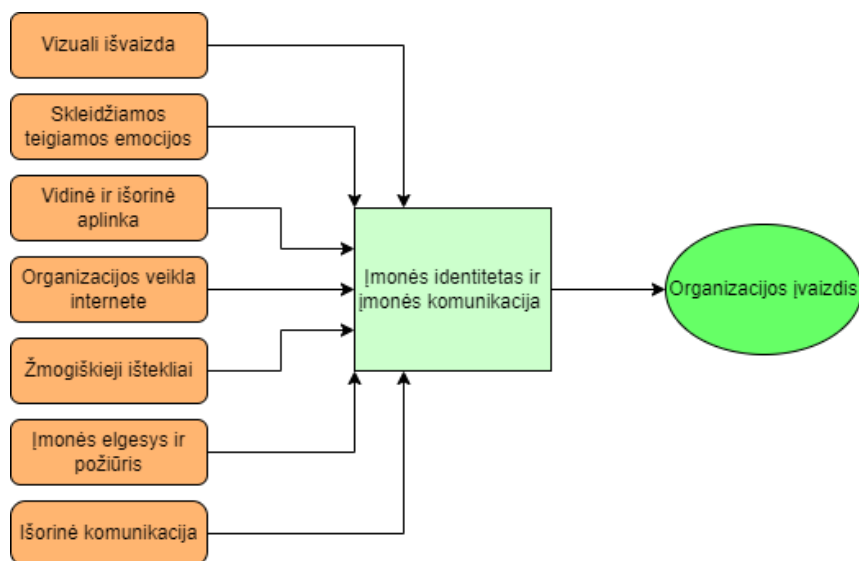 Vizuali išvaizda
Skleidžiamos
teigiamos emocijos
Vidinė ir išorinė
aplinka
Organizacijos veikla
internete
Žmogiškieji ištekliai
Įmonės elgesys ir
požiūris
Išorinė komunikacija
Įmonės identitetas ir
įmonės komunikacija
Organizacijos įvaizdis